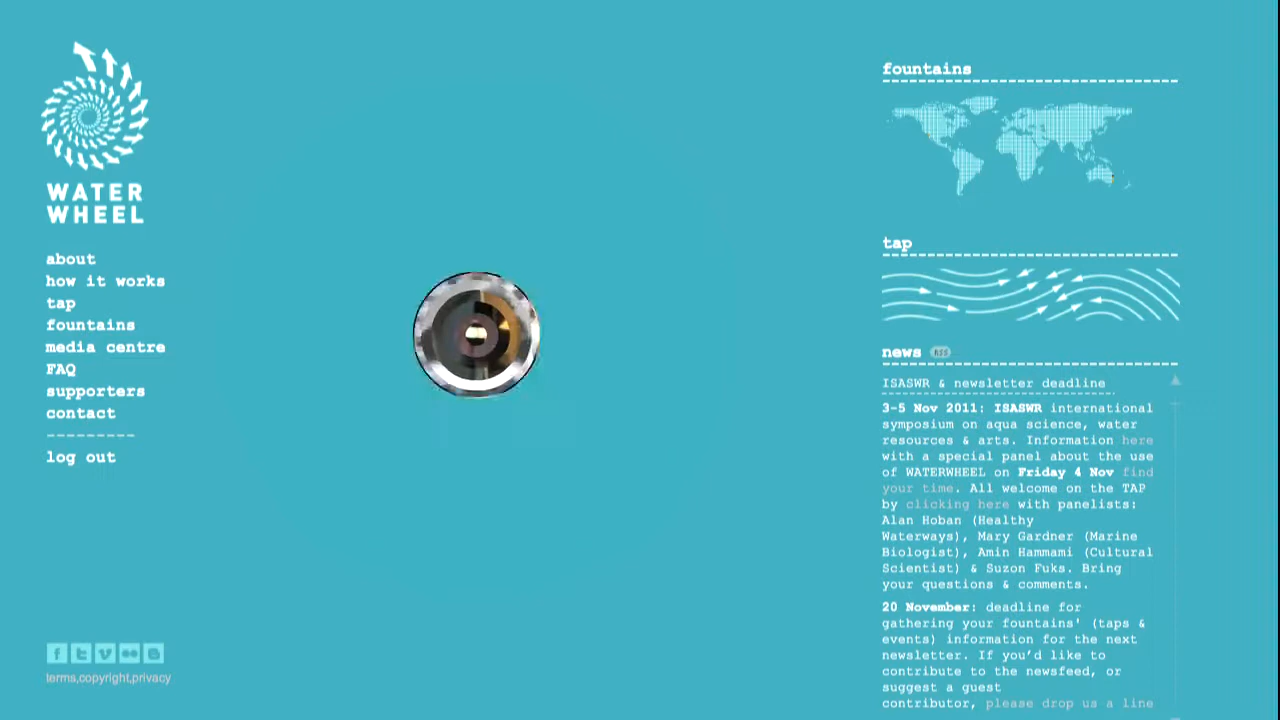 WATER
WHEEL
about
how it works
tap
fountains
media centre
FAQ
supporters
contact
---------
log out
terms,copyright,privacy
fountains
tap
news RSS
ISASWR & newsletter deadline
3-5 Nov 2011: ISASWR international
symposium on aqua science, water
resources & arts. Information here
with a special panel about the use
of WATERWHEEL on Friday 4 Nov find
your time. All welcome on the TAP
by clicking here with panelists:
Alan Hoban (Healthy
Waterways), Mary Gardner (Marine
Biologist), Amin Hammami (Cultural
Scientist) & Suzon Fuks. Bring
your questions & comments.
20 November: deadline for
gathering your fountains' (taps &
events) information for the next
newsletter. If you’d like to
contribute to the newsfeed, or
suggest a guest
contributor, please drop us a line